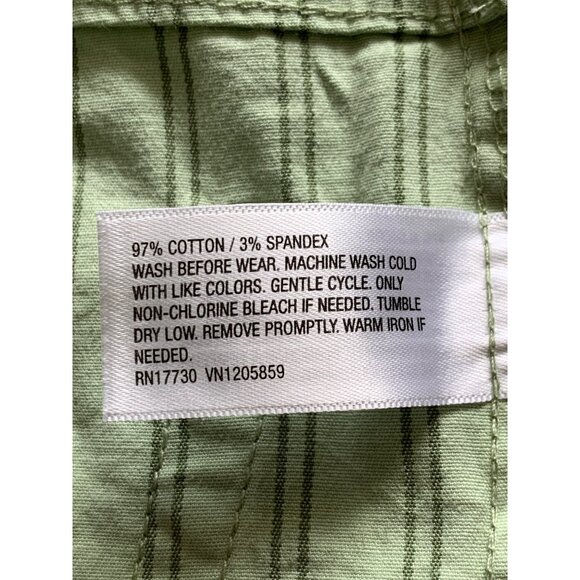 97% COTTON / 3% SPANDEX
WASH BEFORE WEAR. MACHINE WASH COLD
WITH LIKE COLORS. GENTLE CYCLE. ONLY
NON-CHLORINE BLEACH IF NEEDED. TUMBLE
DRY LOW. REMOVE PROMPTLY. WARM IRON IF
NEEDED.
RN17730 VN1205859